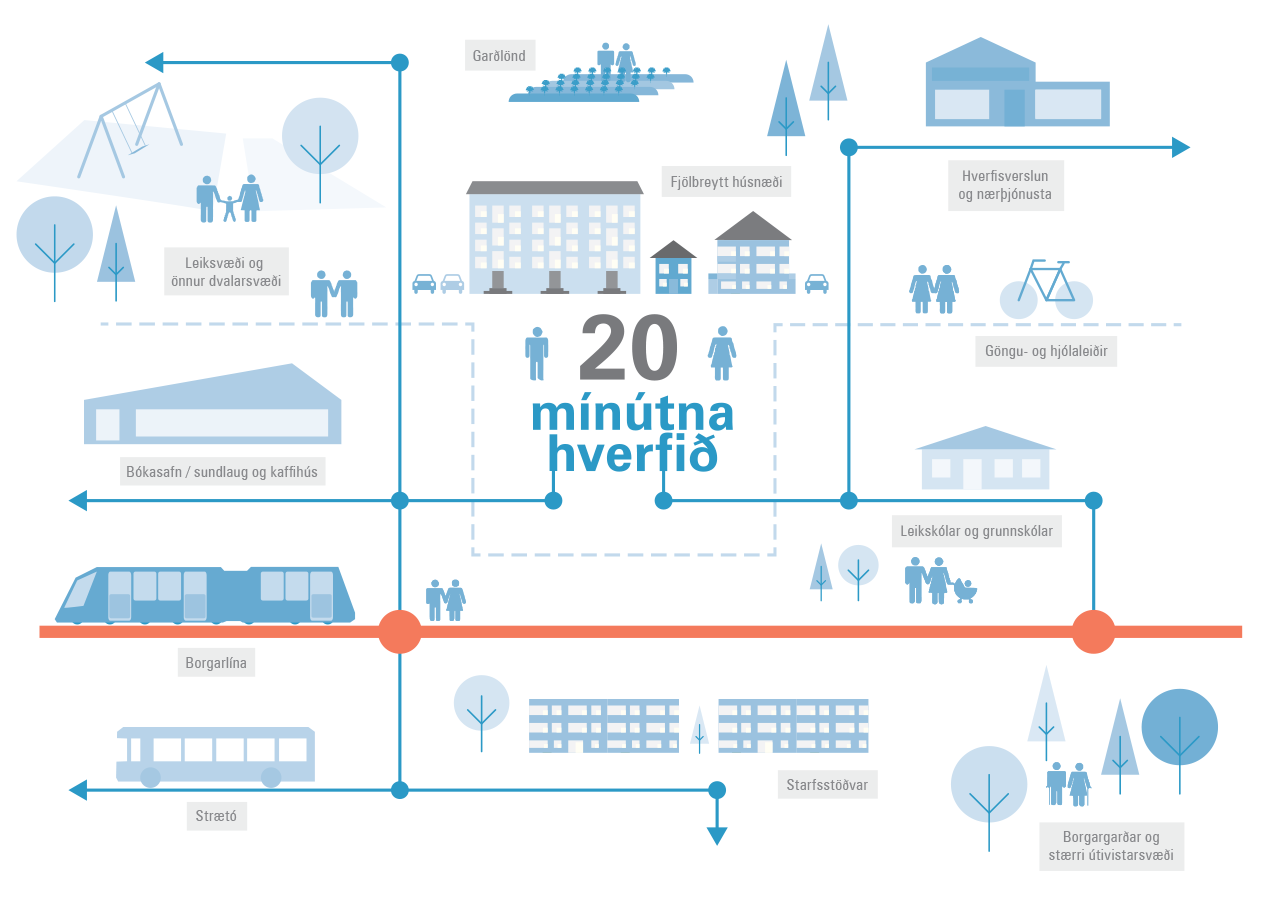 Garðlönd
Fjölbreytt húsnæði
Hverfisverslun
og nærþjónusta
Leiksvæði og
önnur dvalarsvæði
20
mínútna
hverfið
Göngu- og hjólaleiðir
Bókasafn / sundlaug og kaffihús
Leikskólar og grunnskólar
Borgarlína
Starfsstöðvar
Strætó
Borgargarðar og
stærri útivistarsvæði